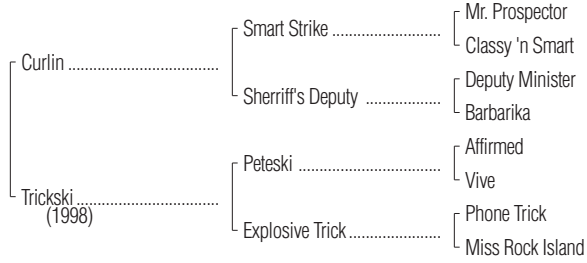 Mr. Prospector
Smart Strike ........................
Classy 'n Smart
Curlin .................................................
Deputy Minister
Sherriff's Deputy .................
Barbarika
Affirmed
Peteski ................................
Vive
Trickski ...............................................
(1998)
Phone Trick
Explosive Trick .....................
Miss Rock Island